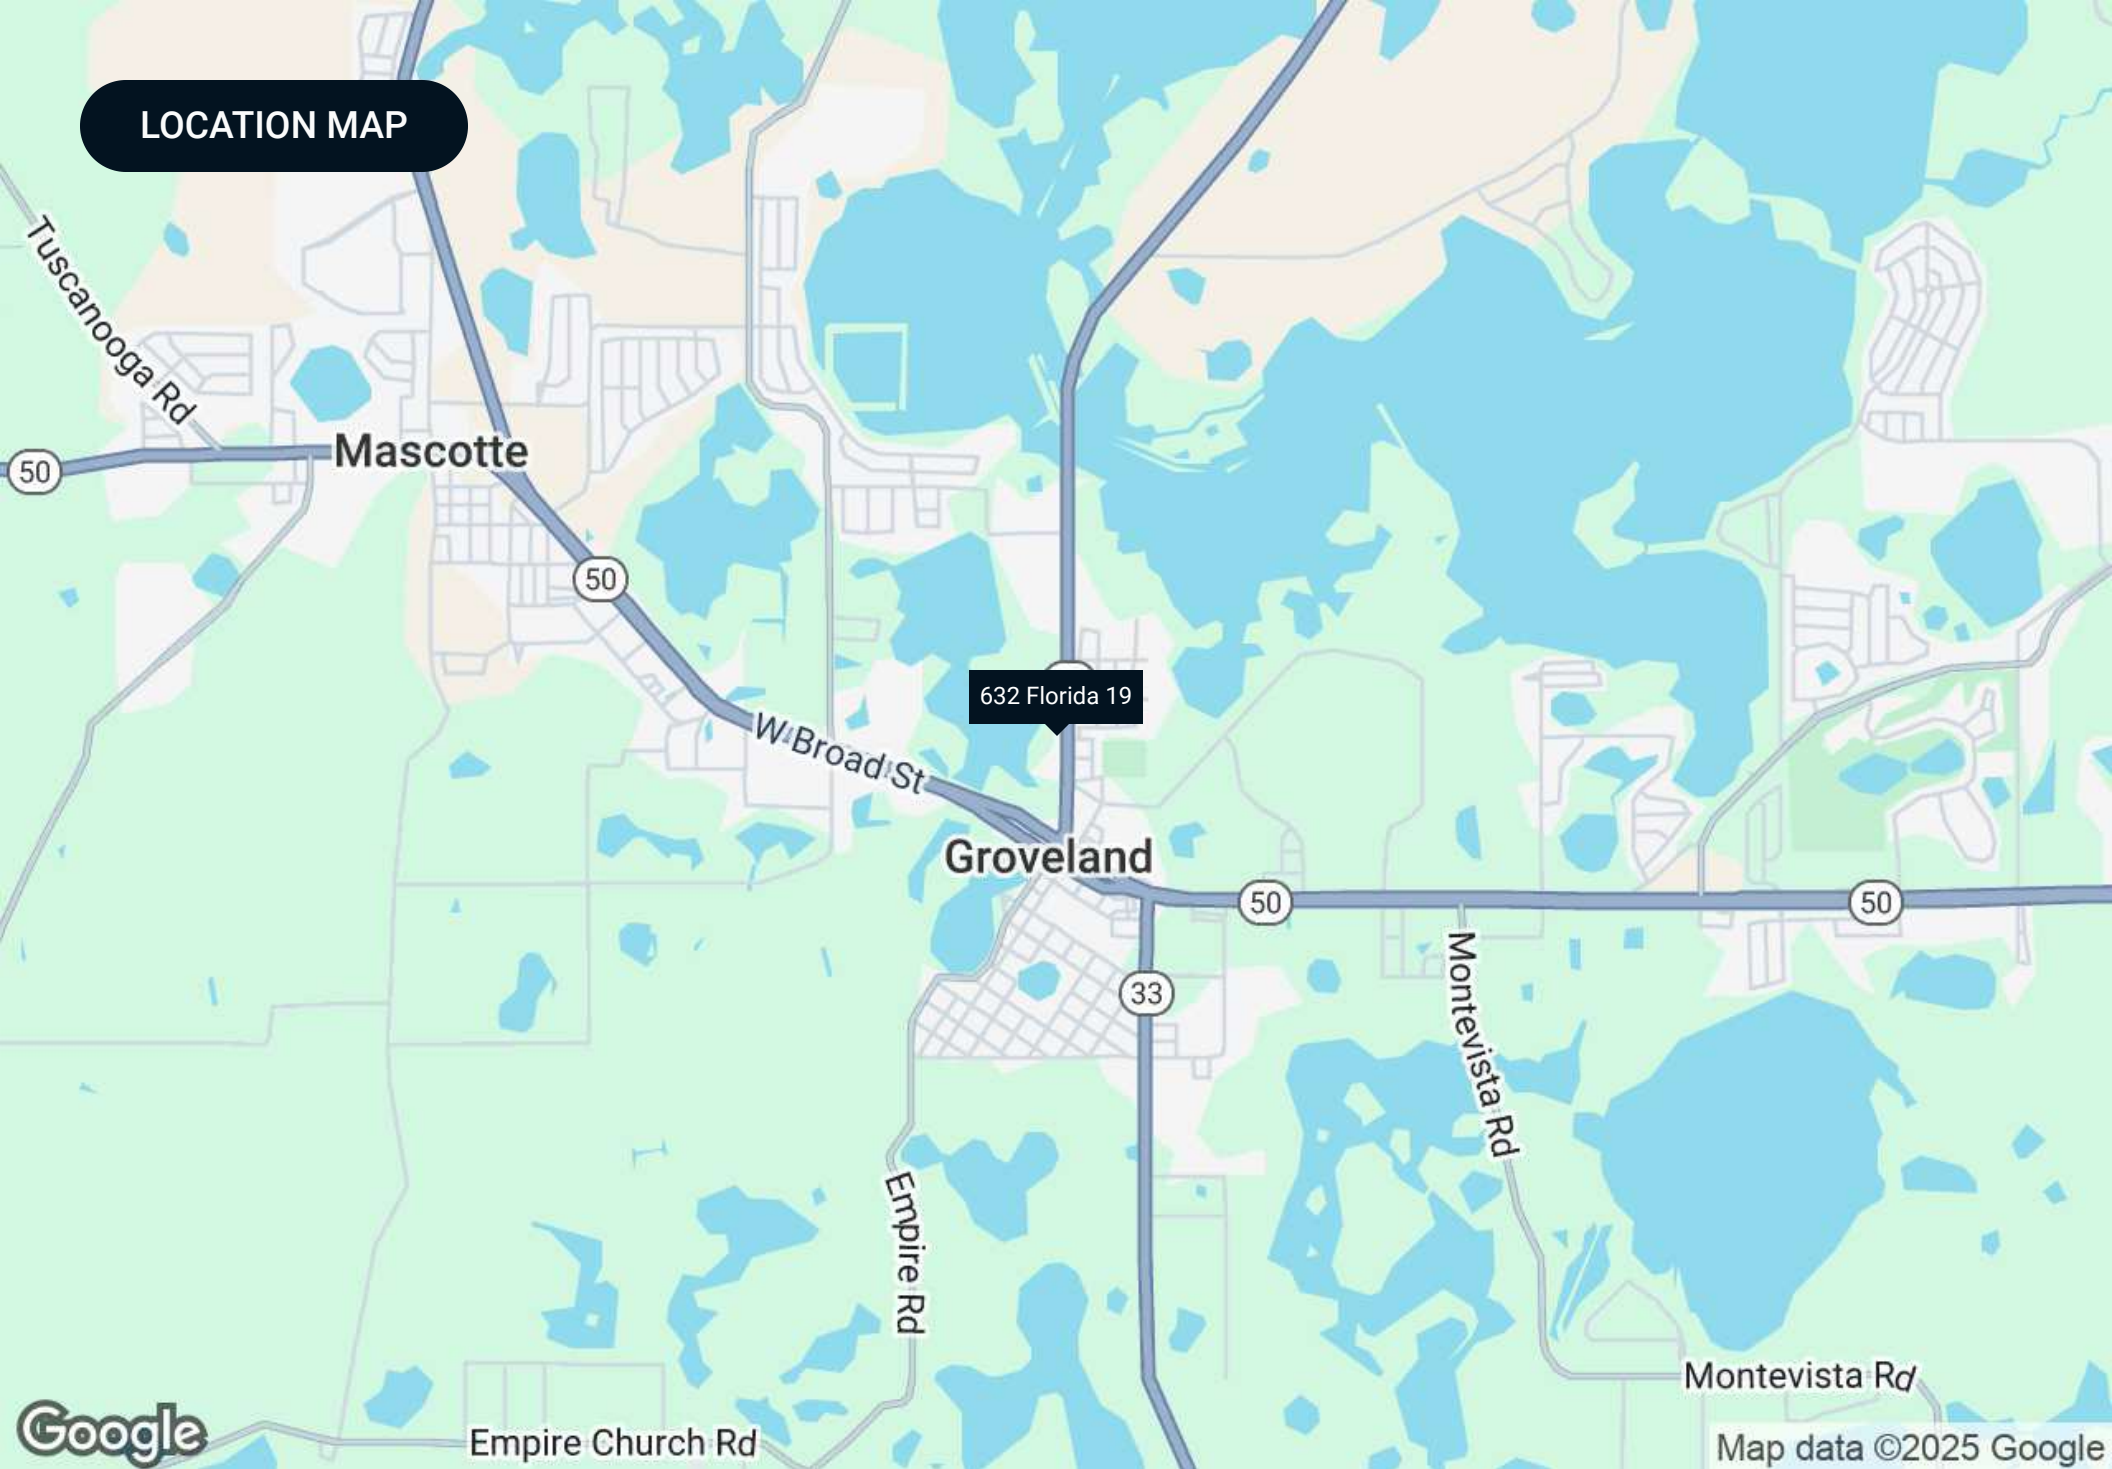 LOCATION MAP
Tuscanooga Rd
50
Mascotte
50
632 Florida 19
W Broad St
Groveland
50
50
33
Montevista Rd
Empire Rd
Montevista Rd
Empire Church Rd
Google
Map data ©2025 Google